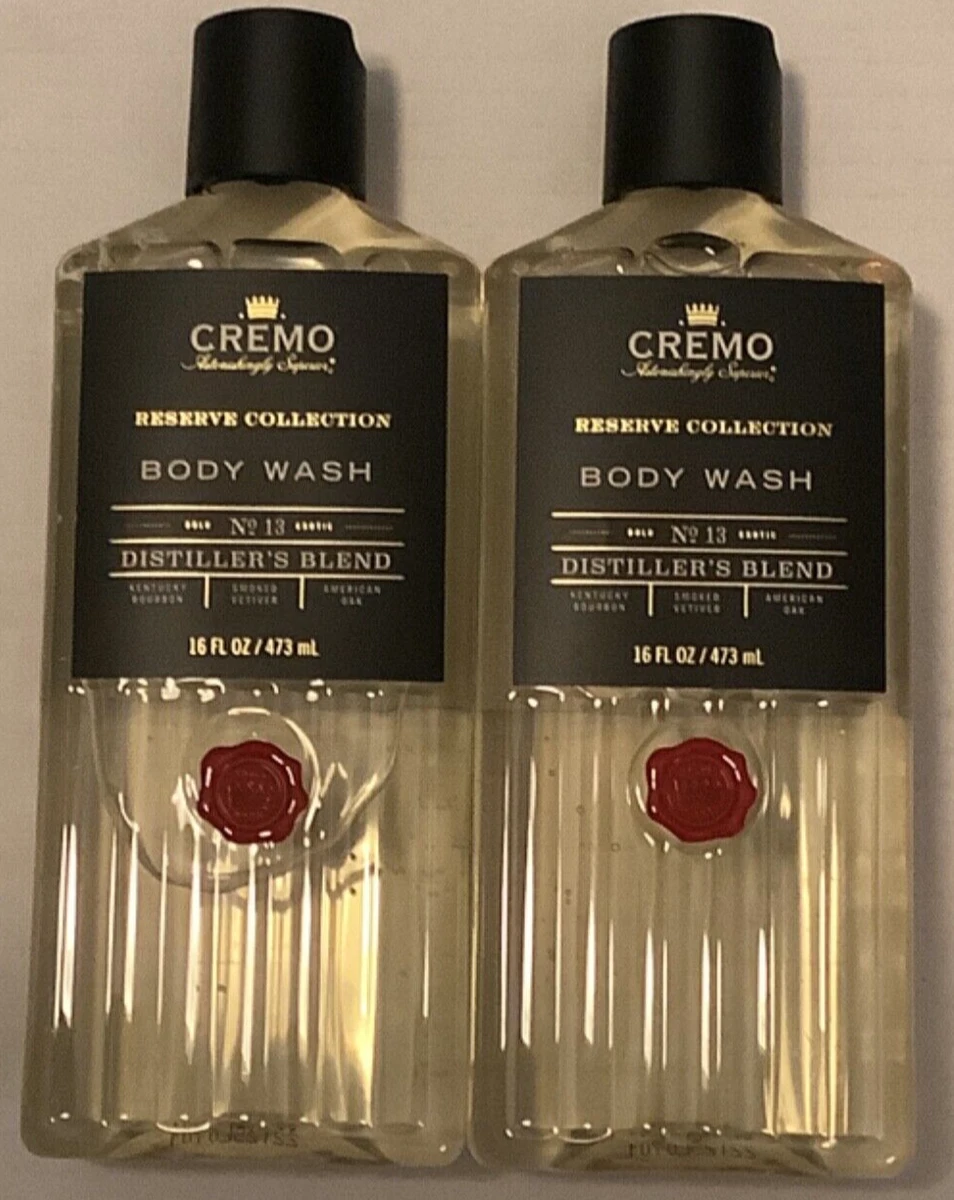 CREMO
Astonishingly Superior
RESERVE COLLECTION
BODY WASH
BOLD Nº 13 EXOTIC
DISTILLER'S BLEND
KENTUCKY BOURBON SMOKED VETIVER AMERICAN OAK
16 FL OZ / 473 mL
CREMO
Astonishingly Superior
RESERVE COLLECTION
BODY WASH
BOLD Nº 13 EXOTIC
DISTILLER'S BLEND
KENTUCKY BOURBON SMOKED VETIVER AMERICAN OAK
16 FL OZ / 473 mL